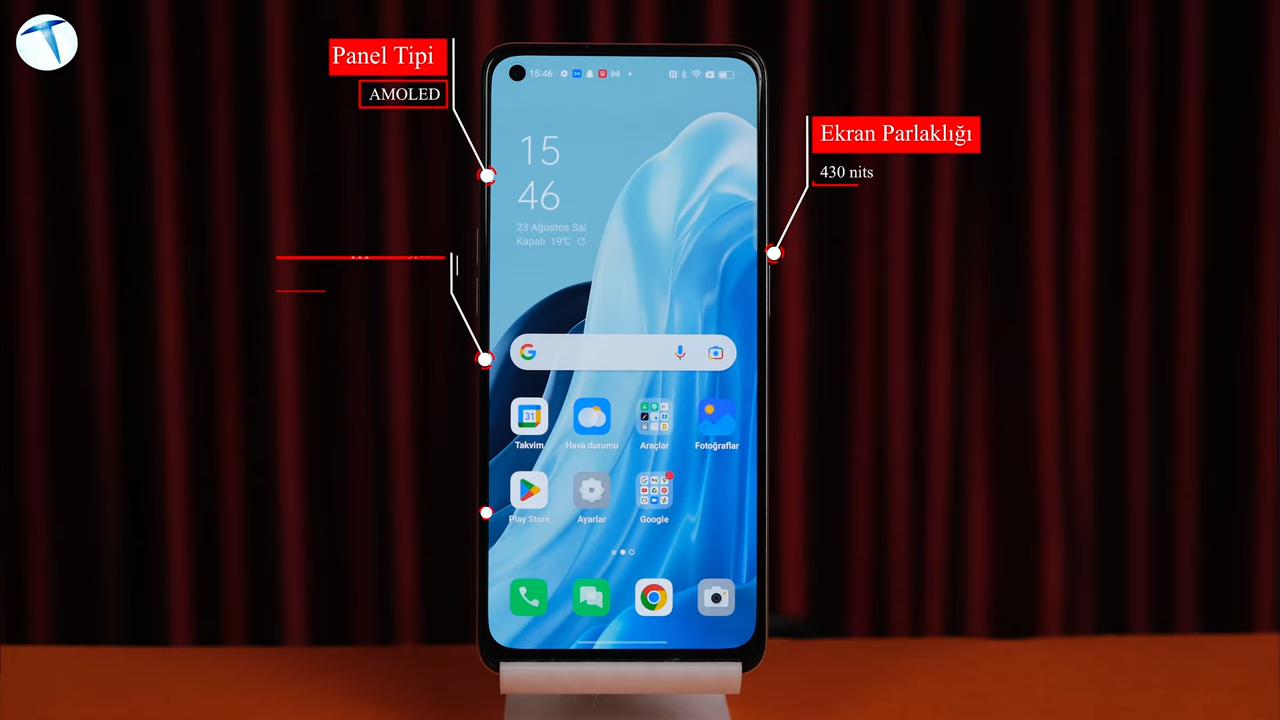 Panel Tipi
AMOLED
Ekran Parlaklığı
430 nits
15:46
15
46
23 Ağustos Sal
Kapalı 19°C
31
Takvim
Hava durumu
Araçlar
Fotoğraflar
Play Store
Ayarlar
Google